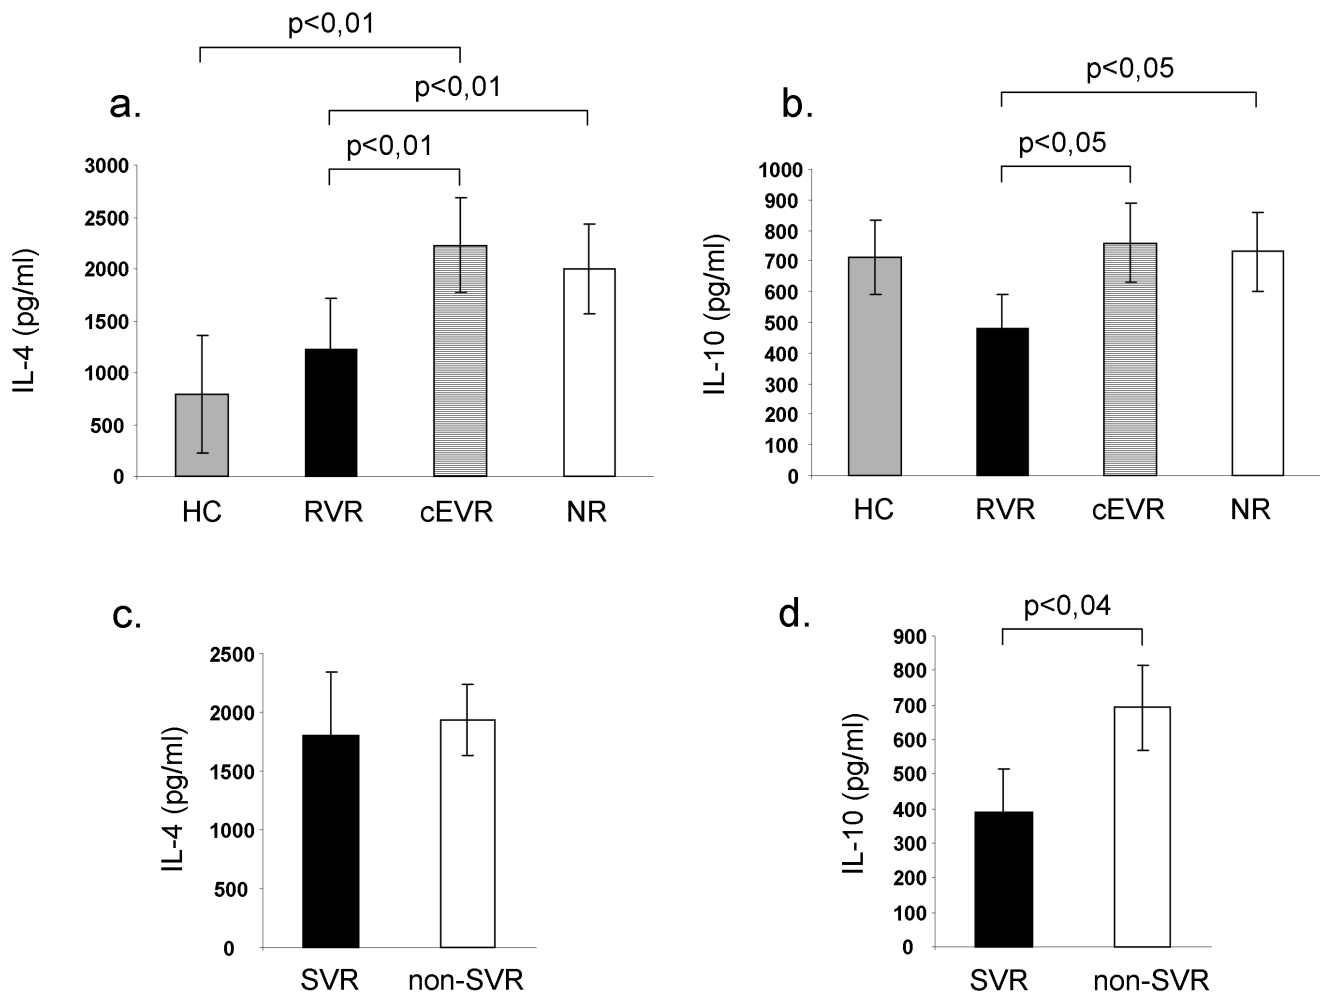 p<0,01
p<0,01
p<0,01
a.
3000
2500
2000
1500
1000
500
0
IL-4 (pg/ml)
HC RVR cEVR NR
p<0,05
p<0,05
b.
1000
900
800
700
600
500
400
300
200
100
0
IL-10 (pg/ml)
HC RVR cEVR NR
c.
2500
2000
1500
1000
500
0
IL-4 (pg/ml)
SVR non-SVR
p<0,04
d.
900
800
700
600
500
400
300
200
100
0
IL-10 (pg/ml)
SVR non-SVR